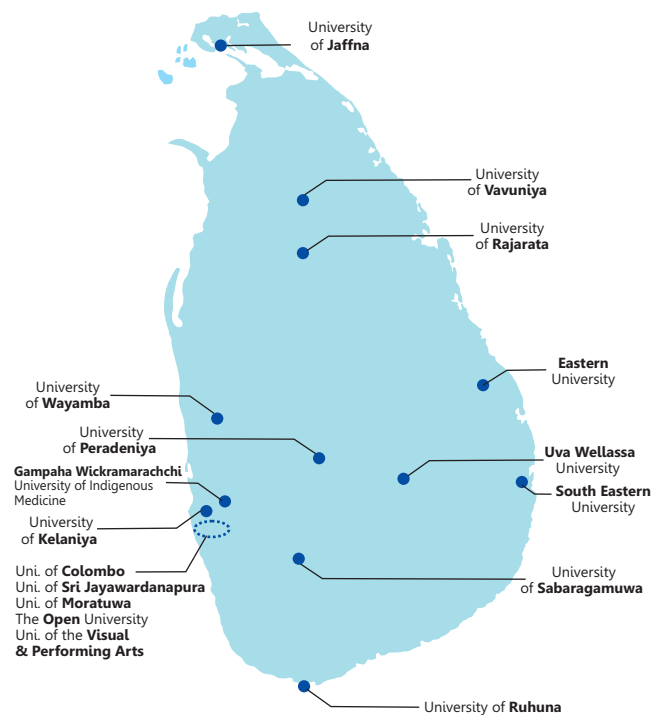 University
of Jaffna
University
of Vavuniya
University
of Rajarata
Eastern
University
University
of Wayamba
University
of Peradeniya
Uva Wellassa
University
Gampaha Wickramarachchi
University of Indigenous
Medicine
South Eastern
University
University
of Kelaniya
Uni. of Colombo
Uni. of Sri Jayawardanapura
Uni. of Moratuwa
The Open University
Uni. of the Visual
& Performing Arts
University
of Sabaragamuwa
University of Ruhuna